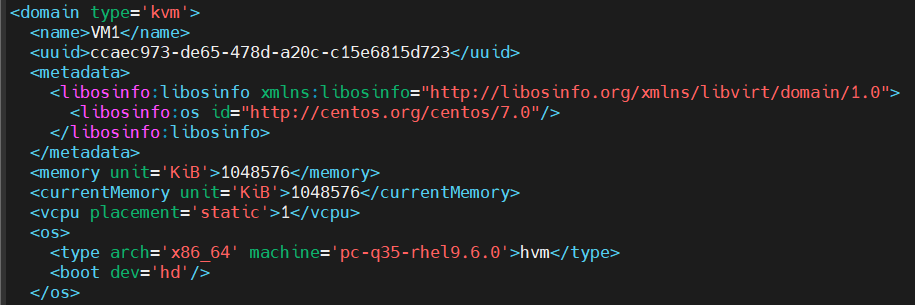 <domain type='kvm'>
  <name>VM1</name>
  <uuid>ccaec973-de65-478d-a20c-c15e6815d723</uuid>
  <metadata>
    <libosinfo:libosinfo xmlns:libosinfo="http://libosinfo.org/xmlns/libvirt/domain/1.0">
      <libosinfo:os id="http://centos.org/centos/7.0"/>
    </libosinfo:libosinfo>
  </metadata>
  <memory unit='KiB'>1048576</memory>
  <currentMemory unit='KiB'>1048576</currentMemory>
  <vcpu placement='static'>1</vcpu>
  <os>
    <type arch='x86_64' machine='pc-q35-rhel9.6.0'>hvm</type>
    <boot dev='hd'/>
  </os>